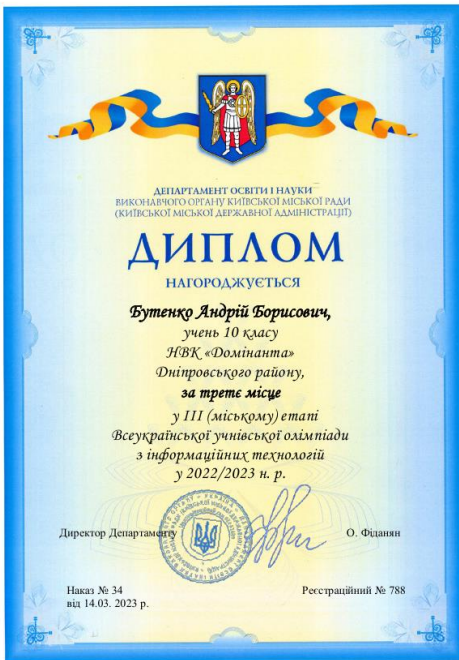 ДЕПАРТАМЕНТ ОСВІТИ І НАУКИ
ВИКОНАВЧОГО ОРГАНУ КИЇВСЬКОЇ МІСЬКОЇ РАДИ
(КИЇВСЬКОЇ МІСЬКОЇ ДЕРЖАВНОЇ АДМІНІСТРАЦІЇ)
ДИПЛОМ
НАГОРОДЖУЄТЬСЯ
Бутенко Андрій Борисович,
учень 10 класу
НВК «Домінанта»
Дніпровського району,
за третє місце
у ІІІ (міському) етапі
Всеукраїнської учнівської олімпіади
з інформаційних технологій
у 2022/2023 н. р.
Директор Департаменту
О. Фіданян
Наказ № 34
від 14.03. 2023 р.
Реєстраційний № 788